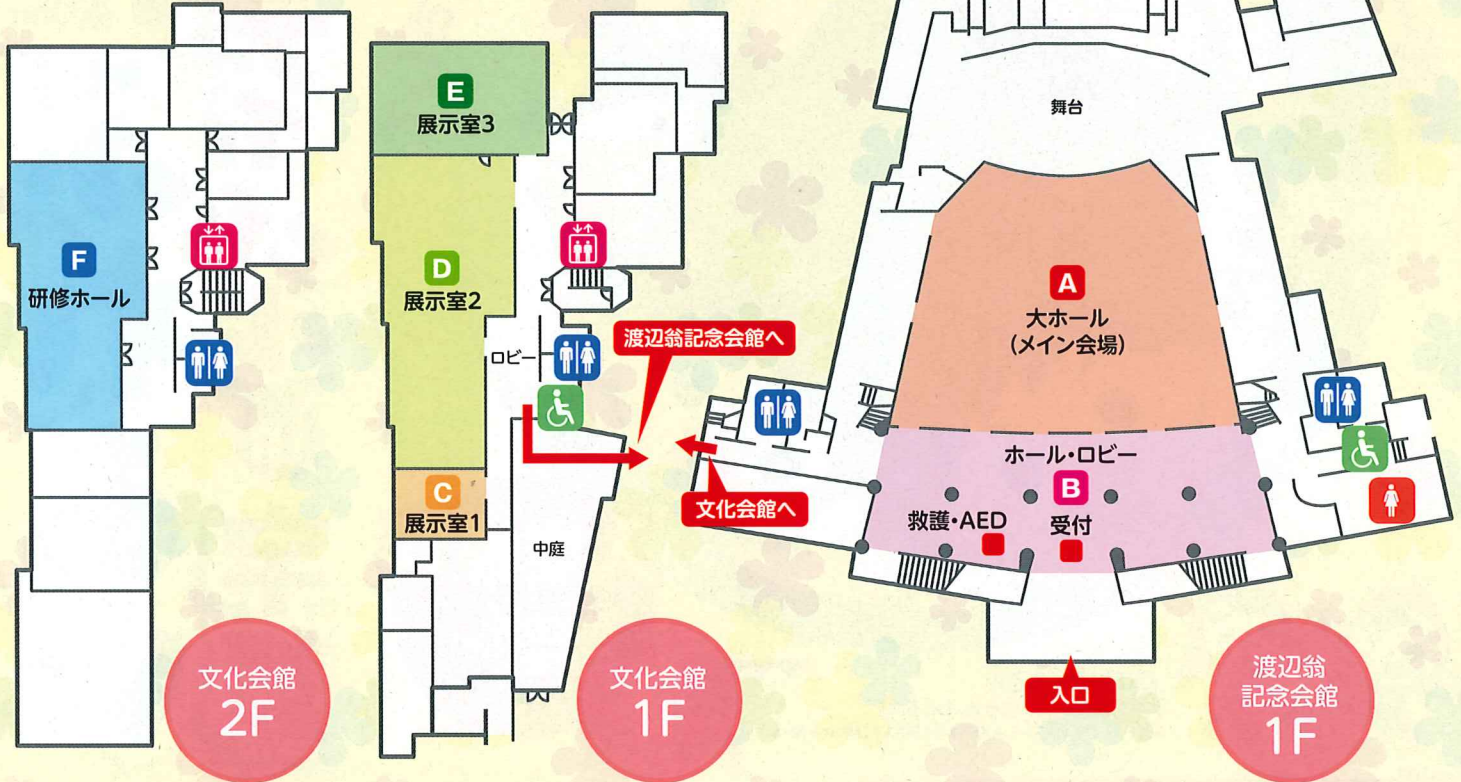 F
研修ホール
文化会館
2F
E
展示室3
D
展示室2
ロビー
C
展示室1
中庭
渡辺翁記念会館へ
文化会館へ
文化会館
1F
舞台
A
大ホール
(メイン会場)
ホール・ロビー
B
救護・AED
受付
入口
渡辺翁
記念会館
1F